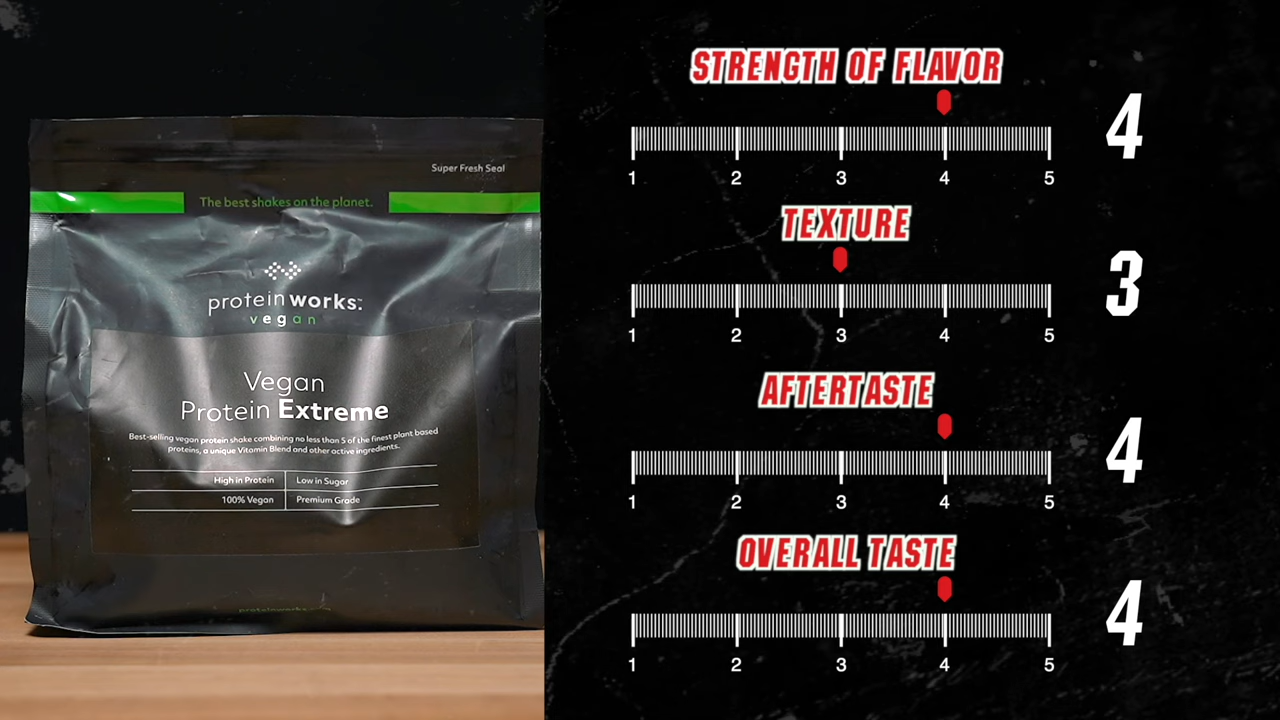 Super Fresh Seal
The best shakes on the planet.
proteinworks™
vegan
Vegan
Protein Extreme
Best-selling vegan protein shake combining no less than 5 of the finest plant based
proteins, a unique Vitamin Blend and other active ingredients.
High in Protein
Low in Sugar
100% Vegan
Premium Grade
STRENGTH OF FLAVOR
4
1 2 3 4 5
TEXTURE
3
1 2 3 4 5
AFTERTASTE
4
1 2 3 4 5
OVERALL TASTE
4
1 2 3 4 5